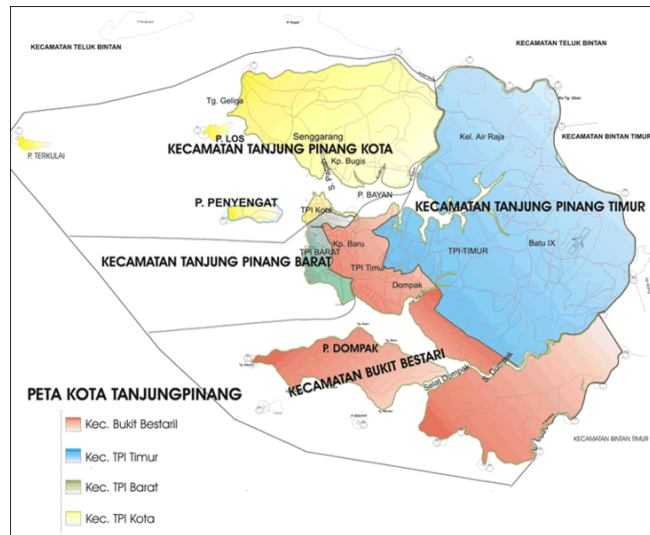 KECAMATAN TELUK BINTAN
KECAMATAN TELUK BINTAN
Tg. Geliga
P. LOS
P. TERKULAI
Senggarang
KECAMATAN TANJUNG PINANG KOTA
Kp. Bugis
S. Papah
Kel. Air Raja
KECAMATAN BINTAN TIMUR
P. BAYAN
P. PENYENGAT
TPI Kota
KECAMATAN TANJUNG PINANG TIMUR
Kp. Baru
TPI BARAT
TPI TIMUR
Batu IX
KECAMATAN TANJUNG PINANG BARAT
TPI Timur
Dompak
P. DOMPAK
KECAMATAN BUKIT BESTARI
Selat Dompak
S. Dompak
KECAMATAN BINTAN TIMUR
PETA KOTA TANJUNGPINANG
Kec. Bukit Bestaril
Kec. TPI Timur
Kec. TPI Barat
Kec. TPI Kota